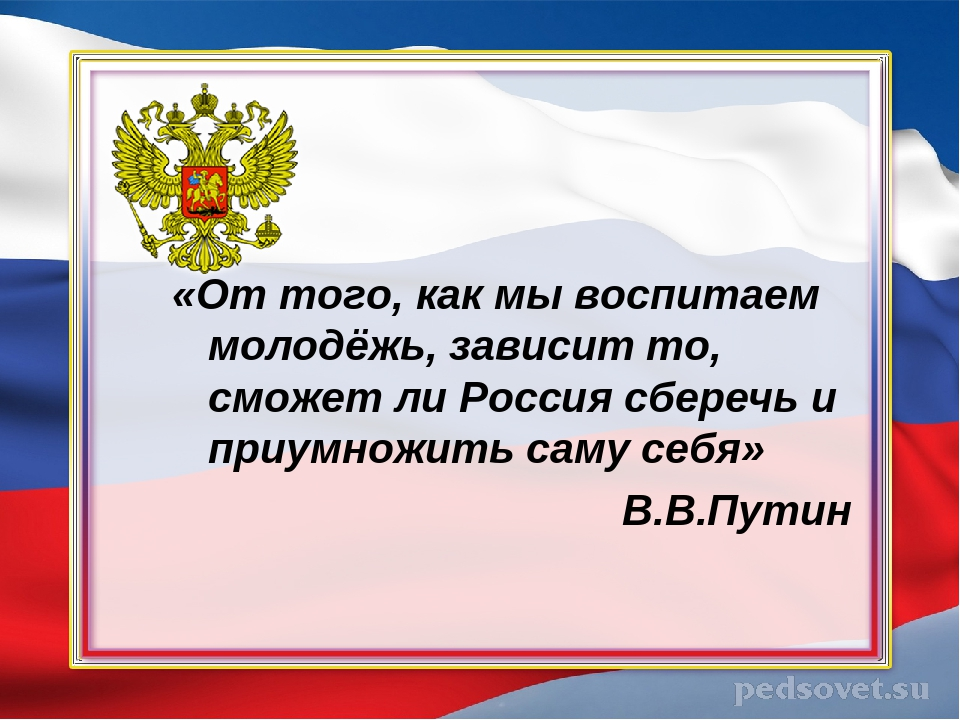 «От того, как мы воспитаем
молодёжь, зависит то,
сможет ли Россия сберечь и
приумножить саму себя»
В.В.Путин
pedsovet.su